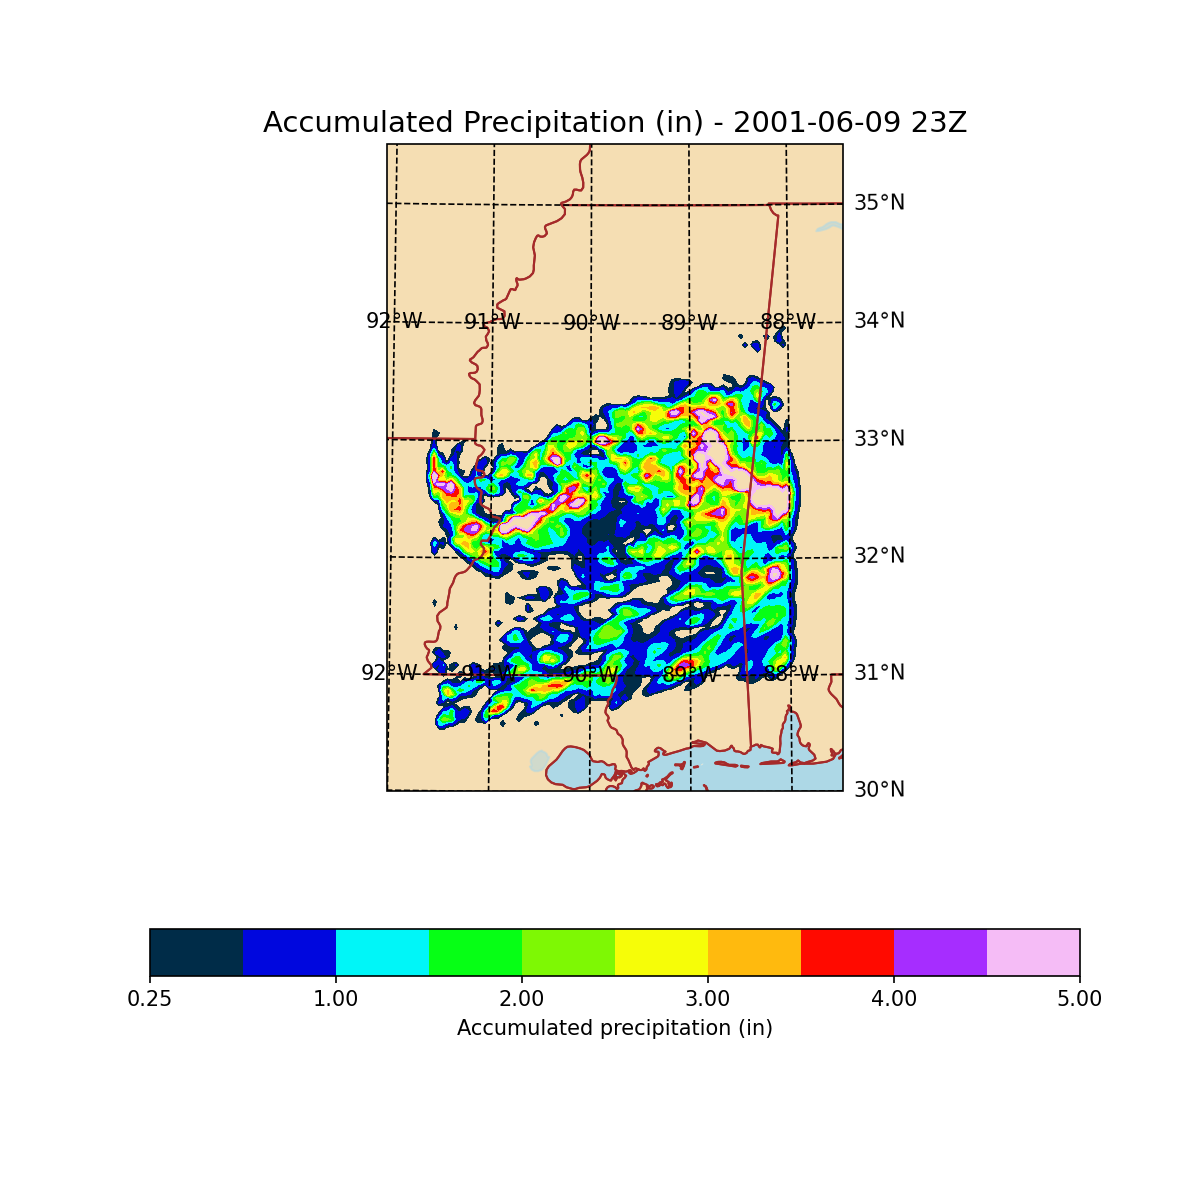 Accumulated Precipitation (in) - 2001-06-09 23Z
35°N
92°W 91°W 90°W 89°W 88°W 34°N
33°N
32°N
92°W 91°W 90°W 89°W 88°W 31°N
30°N
0.25 1.00 2.00 3.00 4.00 5.00
Accumulated precipitation (in)